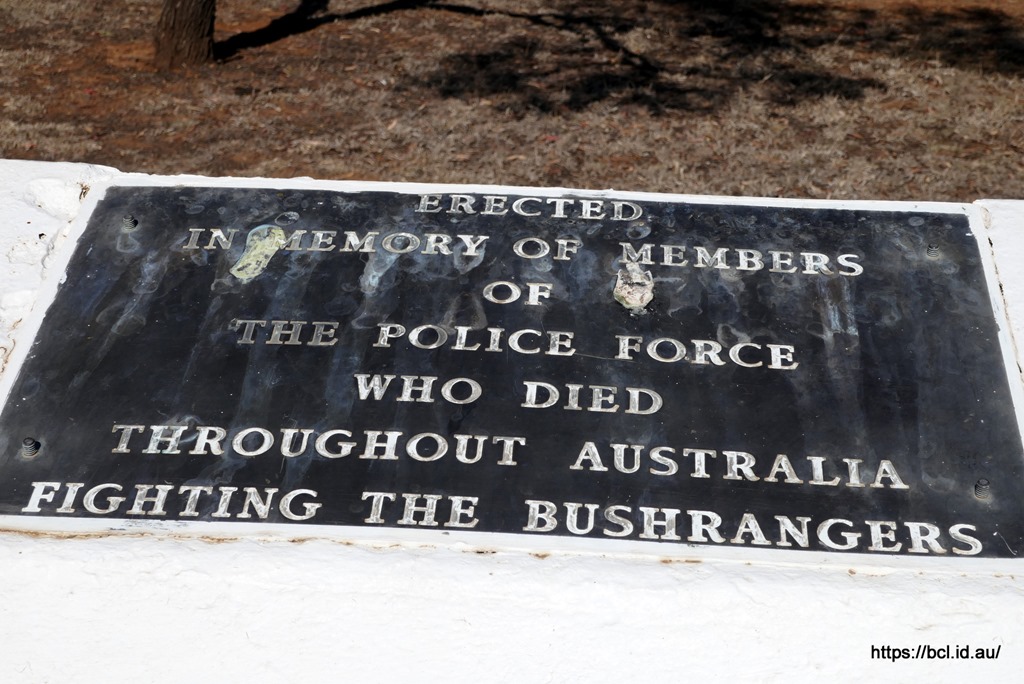 ERECTED
IN MEMORY OF MEMBERS
OF
THE POLICE FORCE
WHO DIED
THROUGHOUT AUSTRALIA
FIGHTING THE BUSHRANGERS
https://bcl.id.au/